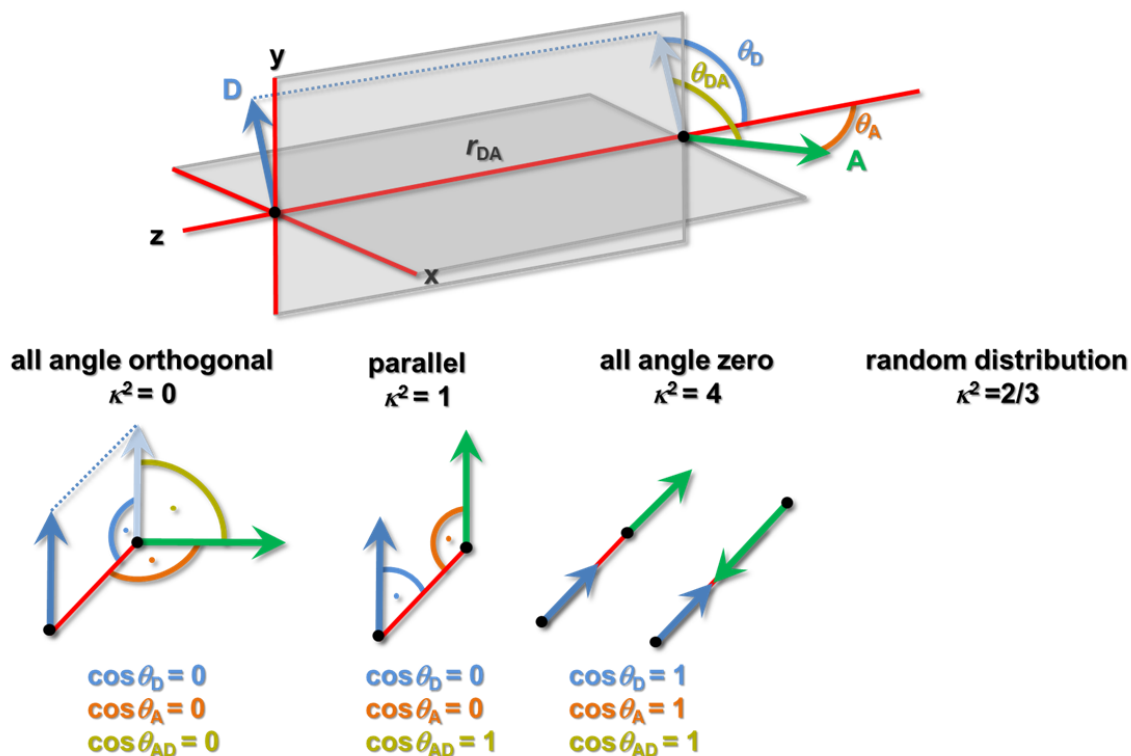 y
D
θD
θDA
rDA
θA
A
z
x
all angle orthogonal
κ² = 0
parallel
κ² = 1
all angle zero
κ² = 4
random distribution
κ² =2/3
cosθD = 0
cosθA = 0
cosθAD = 0
cosθD = 0
cosθA = 0
cosθAD = 1
cosθD = 1
cosθA = 1
cosθAD = 1